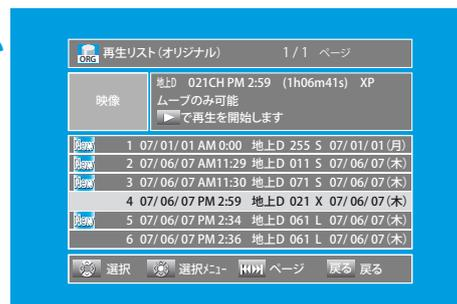 ORG 再生リスト（オリジナル） 1 / 1 ページ
映像
地上D 021CH PM 2:59 (1h06m41s) XP
ムーブのみ可能
で再生を開始します
New 1 07/ 01/ 01 AM 0:00 地上D 255 S 07/ 01/ 01（月）
New 2 07/ 06/ 07 AM11:29 地上D 011 S 07/ 06/ 07（木）
New 3 07/ 06/ 07 AM11:30 地上D 071 S 07/ 06/ 07（木）
4 07/ 06/ 07 PM 2:59 地上D 021 X 07/ 06/ 07（木）
New 5 07/ 06/ 07 PM 2:34 地上D 061 L 07/ 06/ 07（木）
6 07/ 06/ 07 PM 2:36 地上D 061 L 07/ 06/ 07（木）
選択 選択メニュー ページ 戻る 戻る